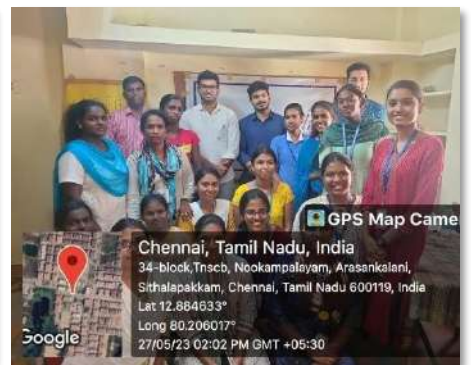 GPS Map Came
Chennai, Tamil Nadu, India
34-block,Tnscb, Nookampalayam, Arasankalani,
Sithalapakkam, Chennai, Tamil Nadu 600119, India
Lat 12.884633°
Long 80.206017°
27/05/23 02:02 PM GMT +05:30
Google